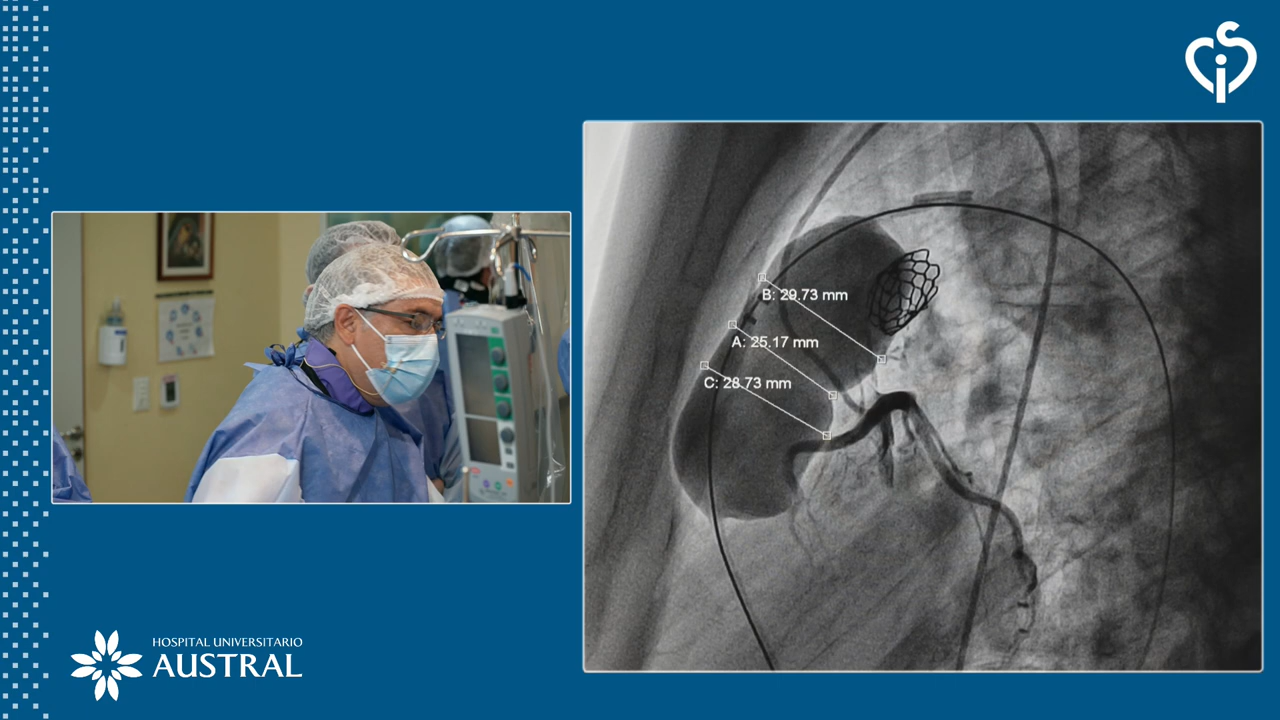 B: 29.73 mm
A: 25.17 mm
C: 28.73 mm
HOSPITAL UNIVERSITARIO
AUSTRAL